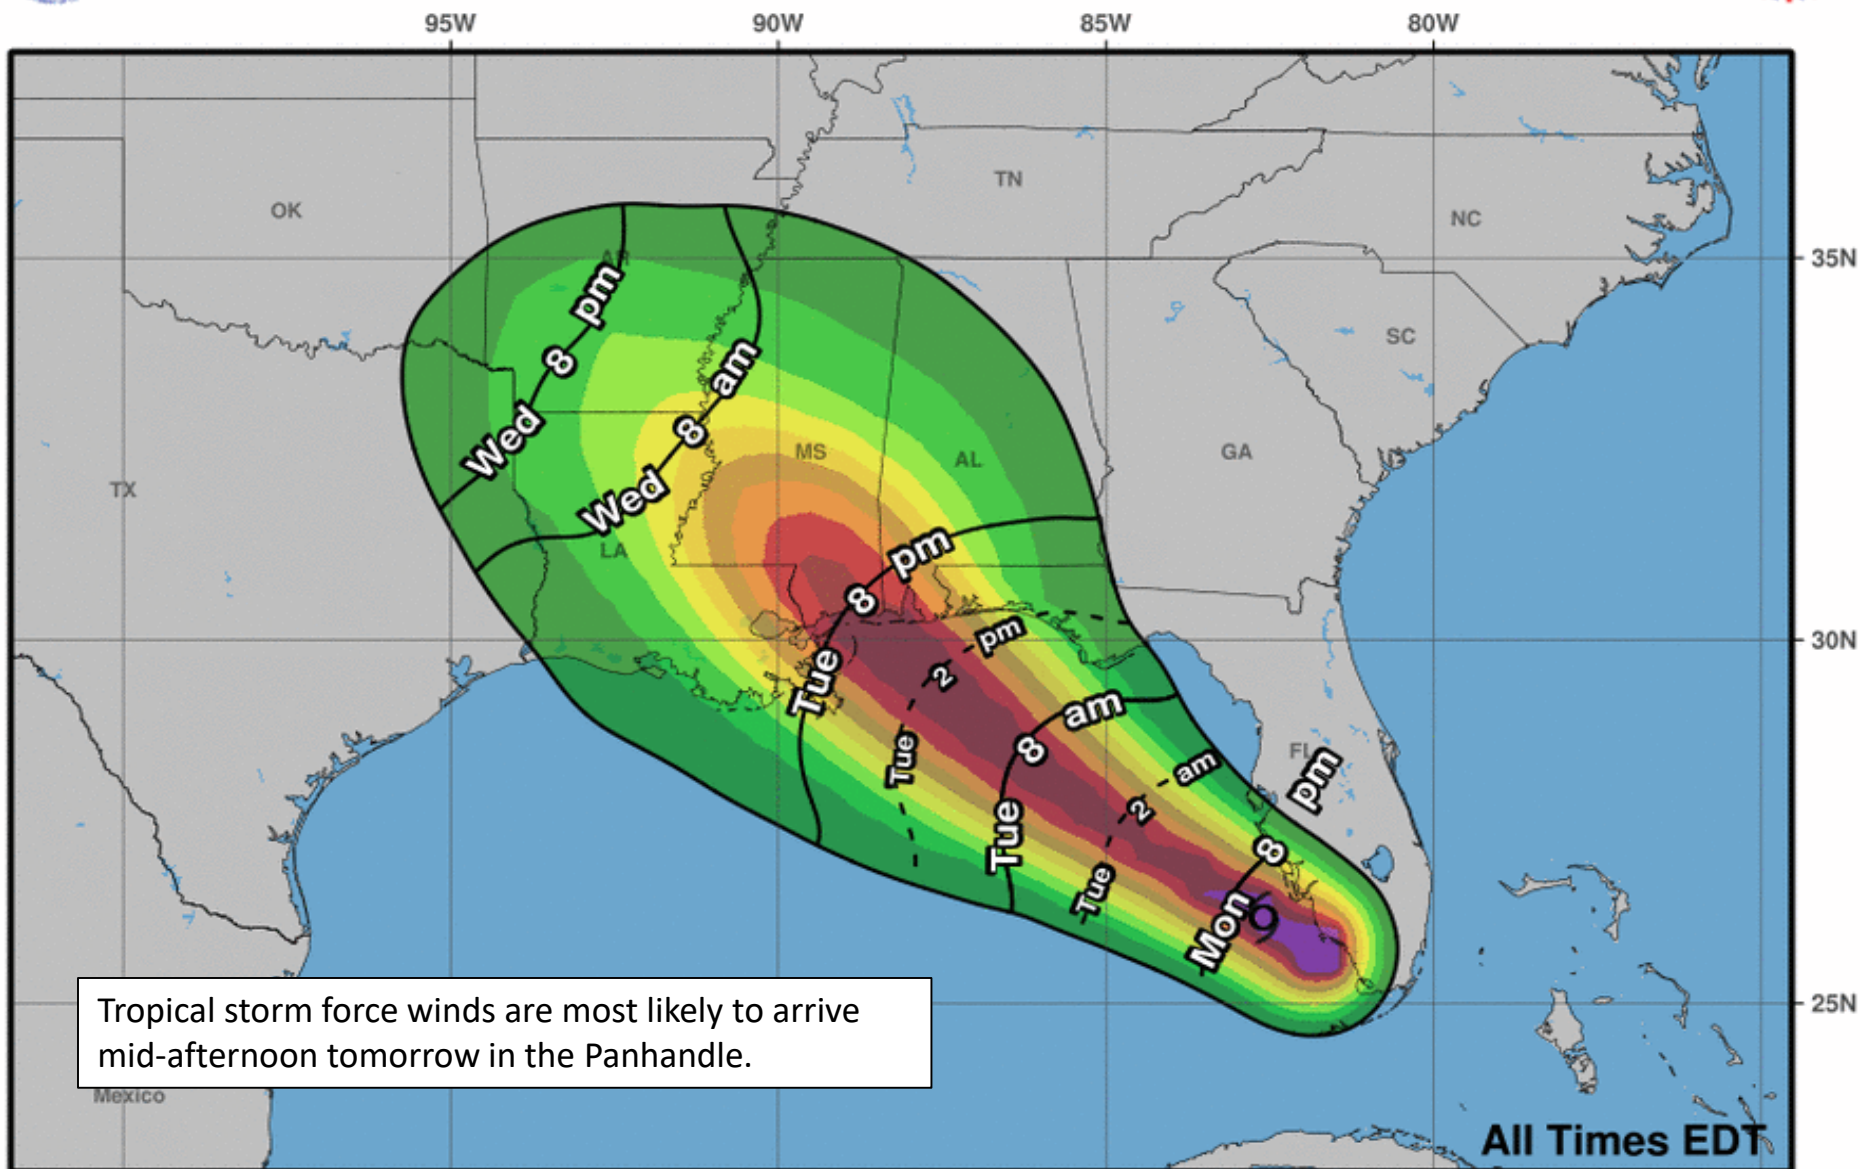 95W 90W 85W 80W
TN
OK
NC
35N
AR
pm
SC
8
am
Wed
8
MS
AL
GA
TX
Wed
LA
pm
8
pm
30N
Tue
2
am
8
FL
Tue
am
pm
2
Tue
8
Tue
Mon
25N
Tropical storm force winds are most likely to arrive
mid-afternoon tomorrow in the Panhandle.
Mexico
All Times EDT